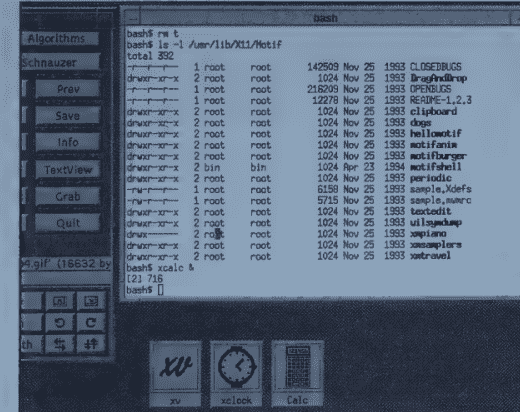 bash
Algorithms
Schnauzer
Prev
Save
Info
TextView
Grab
Quit
4.gif' (16632 by
th
bash$ rm t
bash$ ls -l /usr/lib/X11/Motif
total 392
-r--r--r-- 1 root root 142509 Nov 25 1993 CLOSEDBUGS
drwxr-xr-x 2 root root 1024 Nov 25 1993 DragAndDrop
-r--r--r-- 1 root root 216209 Nov 25 1993 OPENBUGS
-r--r--r-- 1 root root 12278 Nov 25 1993 README-1,2,3
drwxr-xr-x 2 root root 1024 Nov 25 1993 clipboard
drwxr-xr-x 2 root root 1024 Nov 25 1993 dogs
drwxr-xr-x 2 root root 1024 Nov 25 1993 hellomotif
drwxr-xr-x 2 root root 1024 Nov 25 1993 motifanim
drwxr-xr-x 2 root root 1024 Nov 25 1993 motifburger
drwxr-xr-x 2 bin bin 1024 Apr 23 1994 motifshell
drwxr-xr-x 2 root root 1024 Nov 25 1993 periodic
-rw-r--r-- 1 root root 6158 Nov 25 1993 sample.Xdefs
-r--r--r-- 1 root root 5715 Nov 25 1993 sample.mwmrc
drwxr-xr-x 2 root root 1024 Nov 25 1993 textedit
drwxr-xr-x 2 root root 1024 Nov 25 1993 uilsymdump
drwx------ 2 root root 1024 Nov 25 1993 xmpiano
drwxr-xr-x 2 root root 1024 Nov 25 1993 xmsamplers
drwxr-xr-x 2 root root 1024 Nov 25 1993 xmtravel
bash$ xcalc &
[2] 716
bash$
xv
xv
xclock
Calc